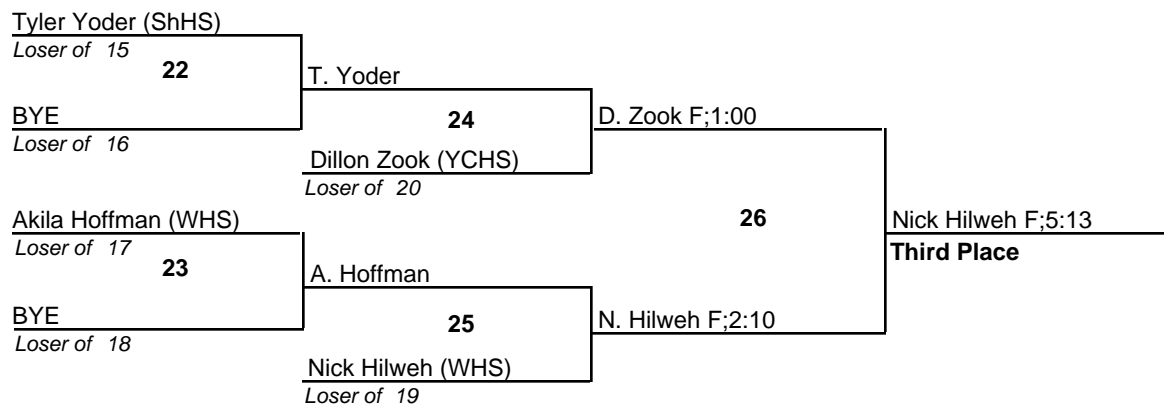 Tyler Yoder (ShHS)
Loser of 15
22
T. Yoder
BYE
Loser of 16
24
D. Zook F;1:00
Dillon Zook (YCHS)
Loser of 20
Akila Hoffman (WHS)
Loser of 17
26
Nick Hilweh F;5:13
Third Place
23
A. Hoffman
BYE
Loser of 18
25
N. Hilweh F;2:10
Nick Hilweh (WHS)
Loser of 19